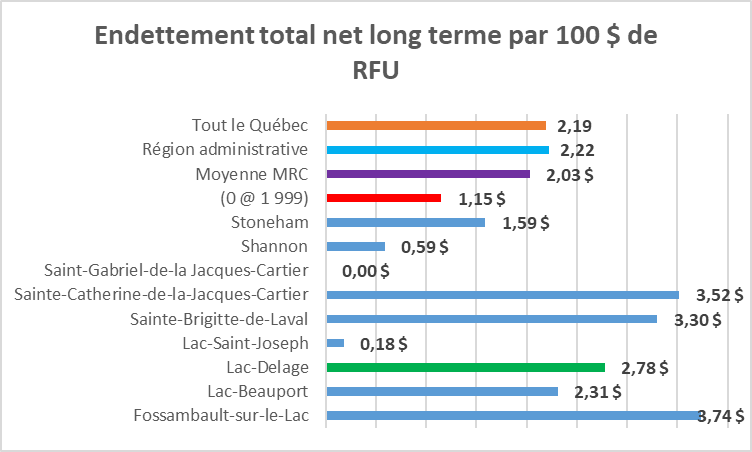 Endettement total net long terme par 100 $ de
RFU
Tout le Québec 2,19
Région administrative 2,22
Moyenne MRC 2,03 $
(0 @ 1 999) 1,15 $
Stoneham 1,59 $
Shannon 0,59 $
Saint-Gabriel-de-la Jacques-Cartier 0,00 $
Sainte-Catherine-de-la-Jacques-Cartier 3,52 $
Sainte-Brigitte-de-Laval 3,30 $
Lac-Saint-Joseph 0,18 $
Lac-Delage 2,78 $
Lac-Beauport 2,31 $
Fossambault-sur-le-Lac 3,74 $